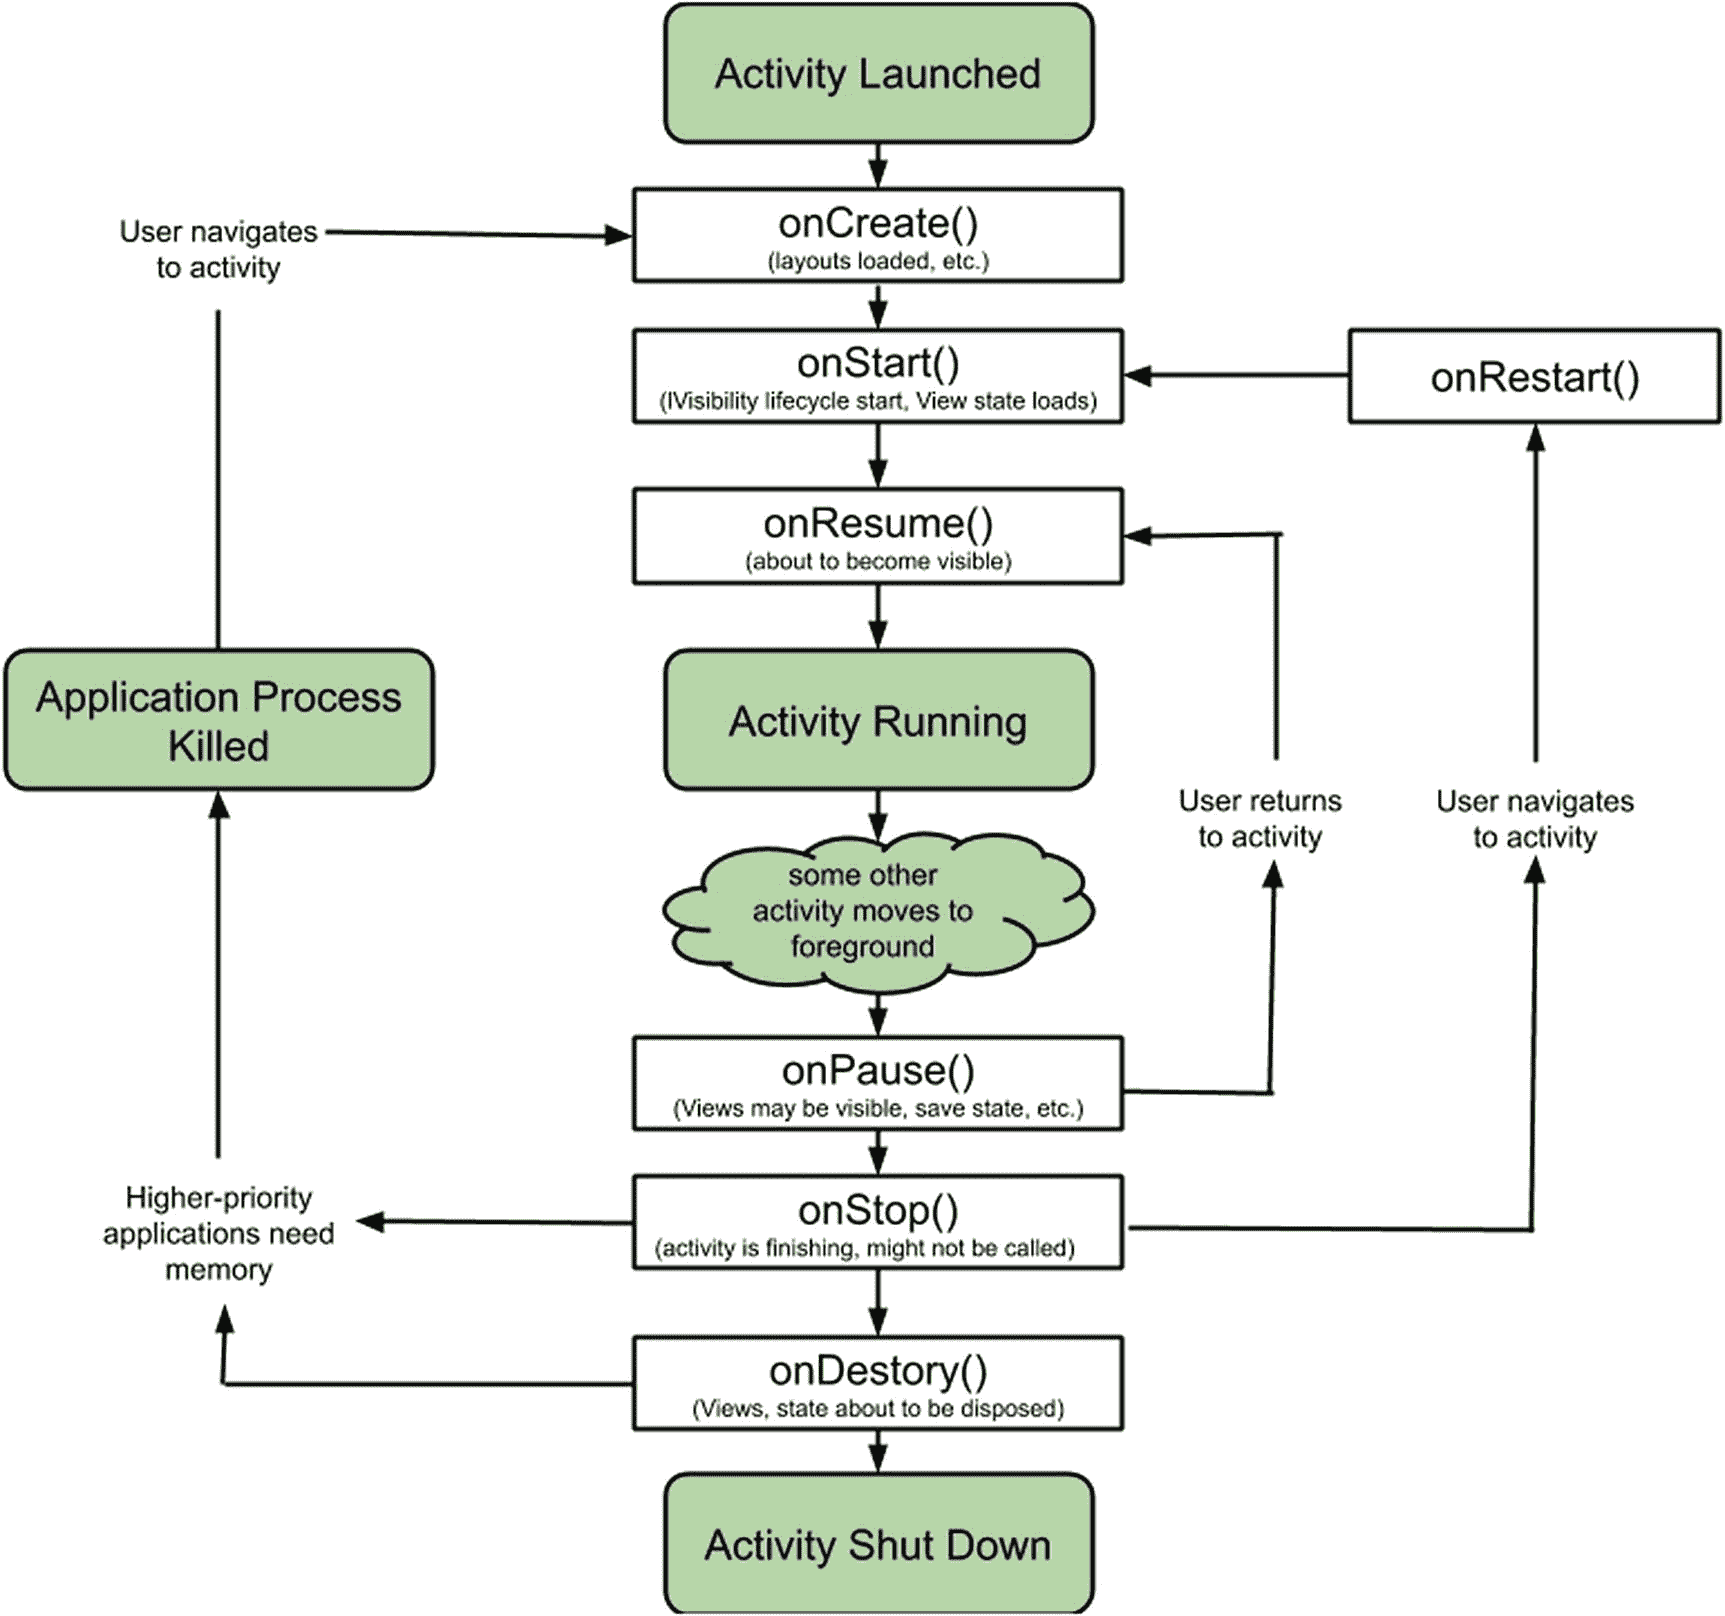 Activity Launched
onCreate()
(layouts loaded, etc.)
User navigates
to activity
onStart()
(IVisibility lifecycle start, View state loads)
onRestart()
onResume()
(about to become visible)
Application Process
Killed
Activity Running
User returns
to activity
User navigates
to activity
some other
activity moves to
foreground
onPause()
(Views may be visible, save state, etc.)
Higher-priority
applications need
memory
onStop()
(activity is finishing, might not be called)
onDestory()
(Views, state about to be disposed)
Activity Shut Down